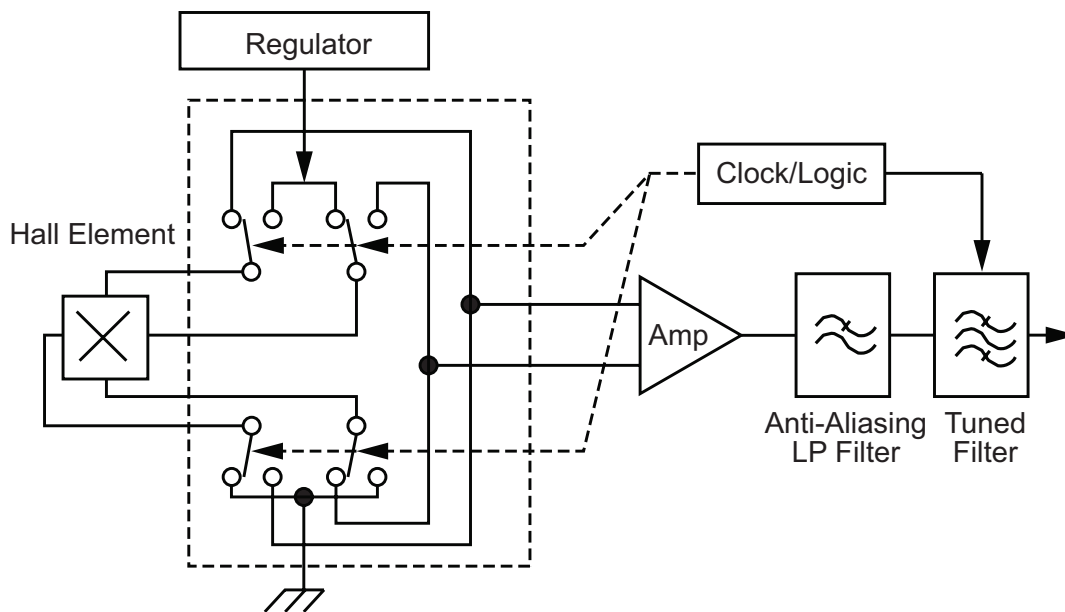 Regulator
Clock/Logic
Hall Element
Amp
Anti-Aliasing
LP Filter
Tuned
Filter